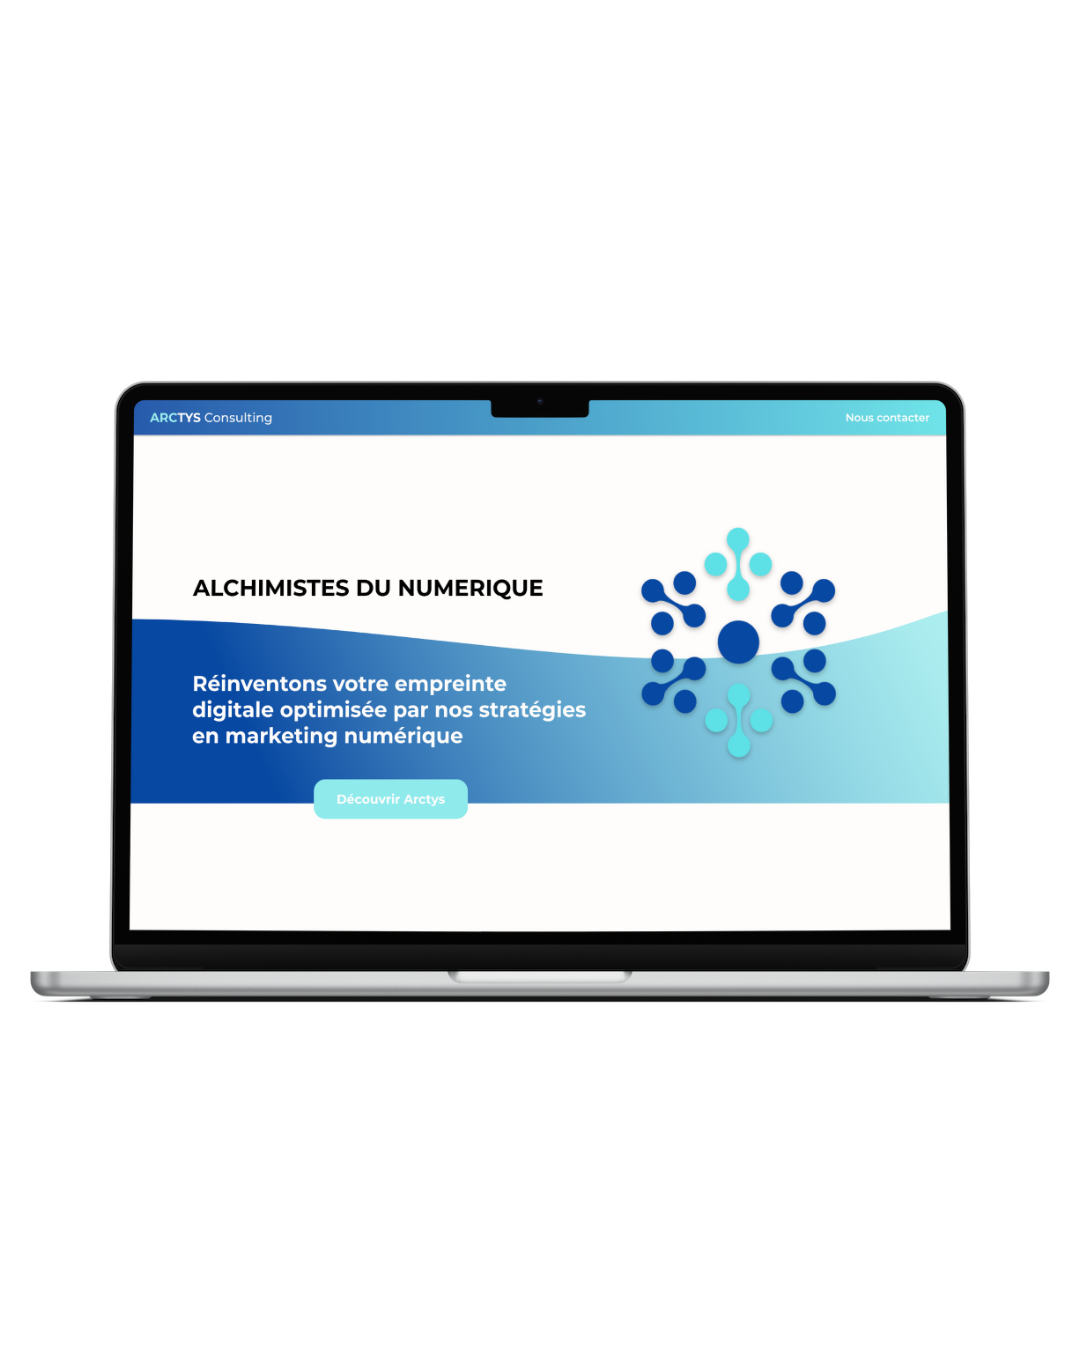 ARCTYS Consulting
Nous contacter
ALCHIMISTES DU NUMERIQUE
Réinventons votre empreinte
digitale optimisée par nos stratégies
en marketing numérique
Découvrir Arctys